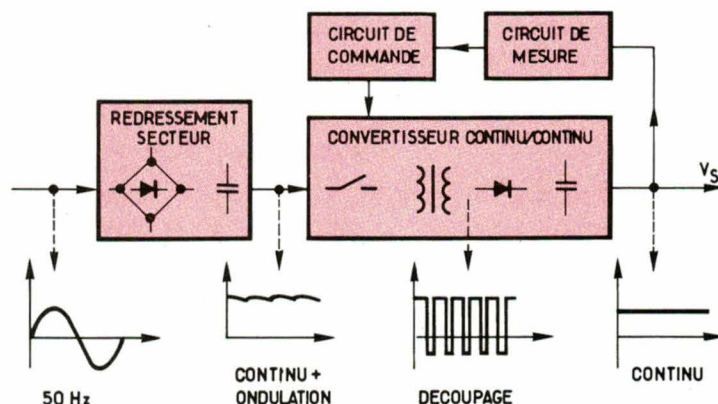 CIRCUIT DE
COMMANDE
CIRCUIT DE
MESURE
REDRESSEMENT
SECTEUR
CONVERTISSEUR CONTINU/CONTINU
VS
50 Hz
CONTINU +
ONDULATION
DECOUPAGE
CONTINU